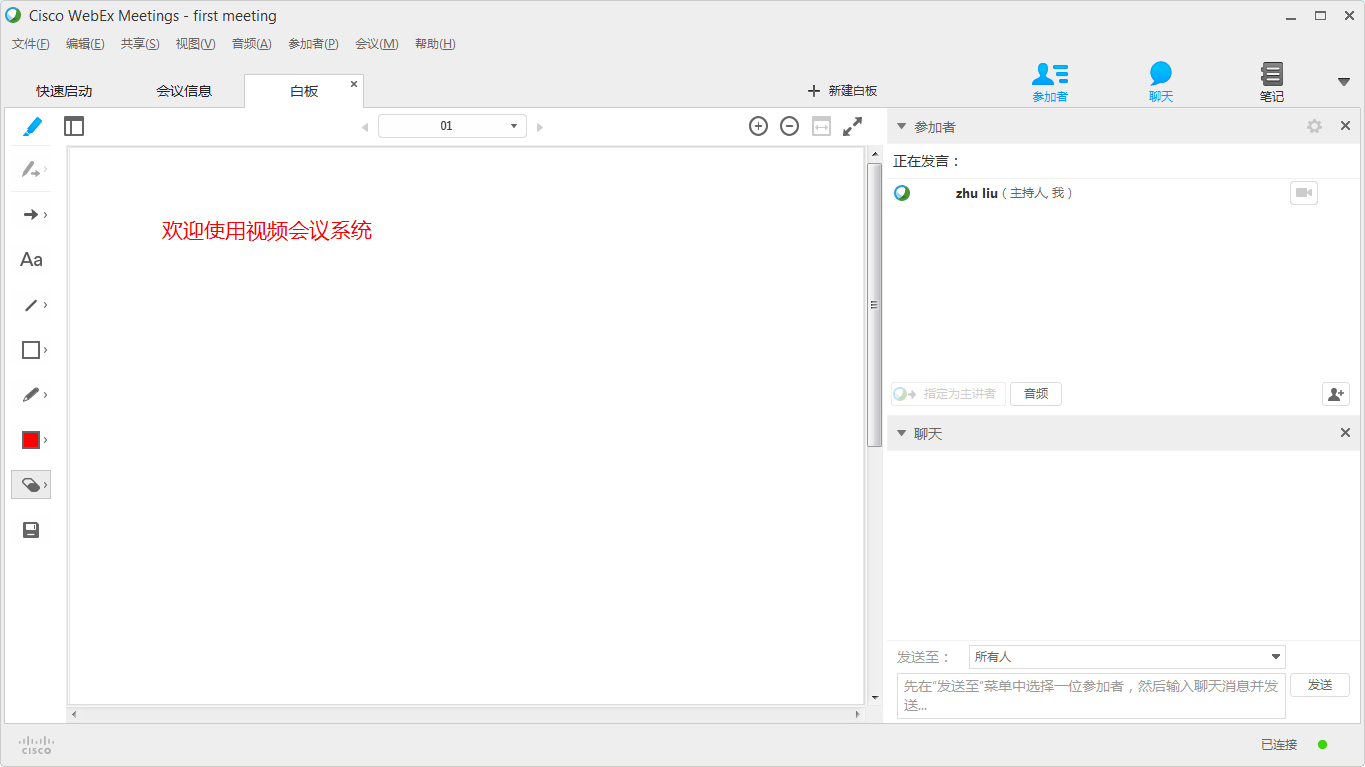 Cisco WebEx Meetings - first meeting
文件(F) 编辑(E) 共享(S) 视图(V) 音频(A) 参加者(P) 会议(M) 帮助(H)
快速启动 会议信息 白板 新建白板 参加者 聊天 笔记
01
参加者
正在发言：
zhu liu（主持人, 我）
Aa
欢迎使用视频会议系统
指定为主讲者 音频
聊天
发送至： 所有人
先在“发送至”菜单中选择一位参加者，然后输入聊天消息并发
送...
发送
CISCO
已连接